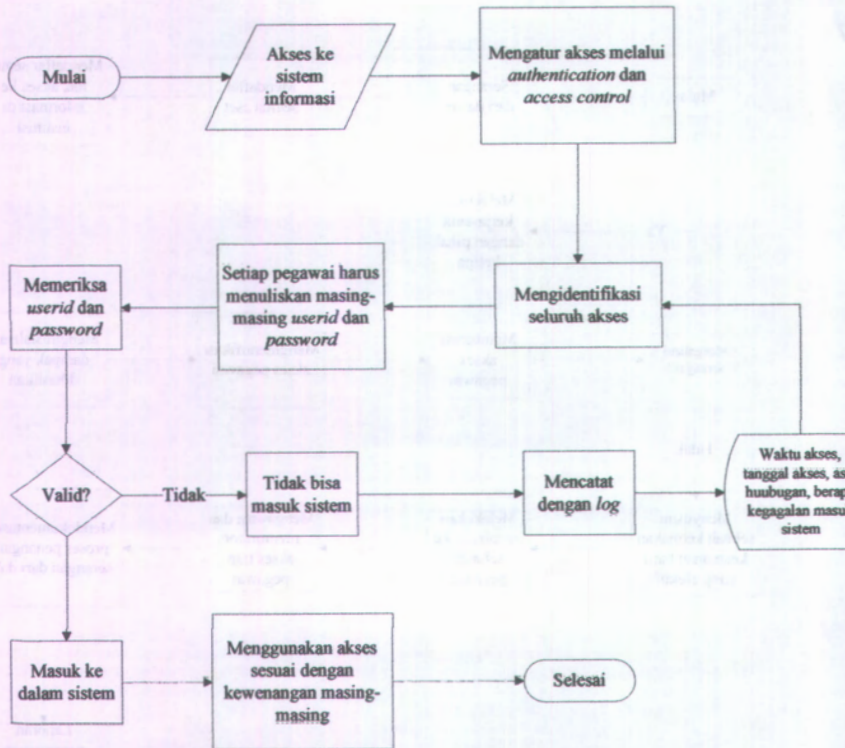 Mulai
Akses ke
sistem
informasi
Mengatur akses melalui
authentication dan
access control
Mengidentifikasi
seluruh akses
Setiap pegawai harus
menuliskan masing-
masing userid dan
password
Memeriksa
userid dan
password
Valid?
Tidak
Tidak bisa
masuk sistem
Mencatat
dengan log
Waktu akses,
tanggal akses,
huubugan,
kegagalan
sistem
Masuk ke
dalam sistem
Menggunakan akses
sesuai dengan
kewenangan masing-
masing
Selesai